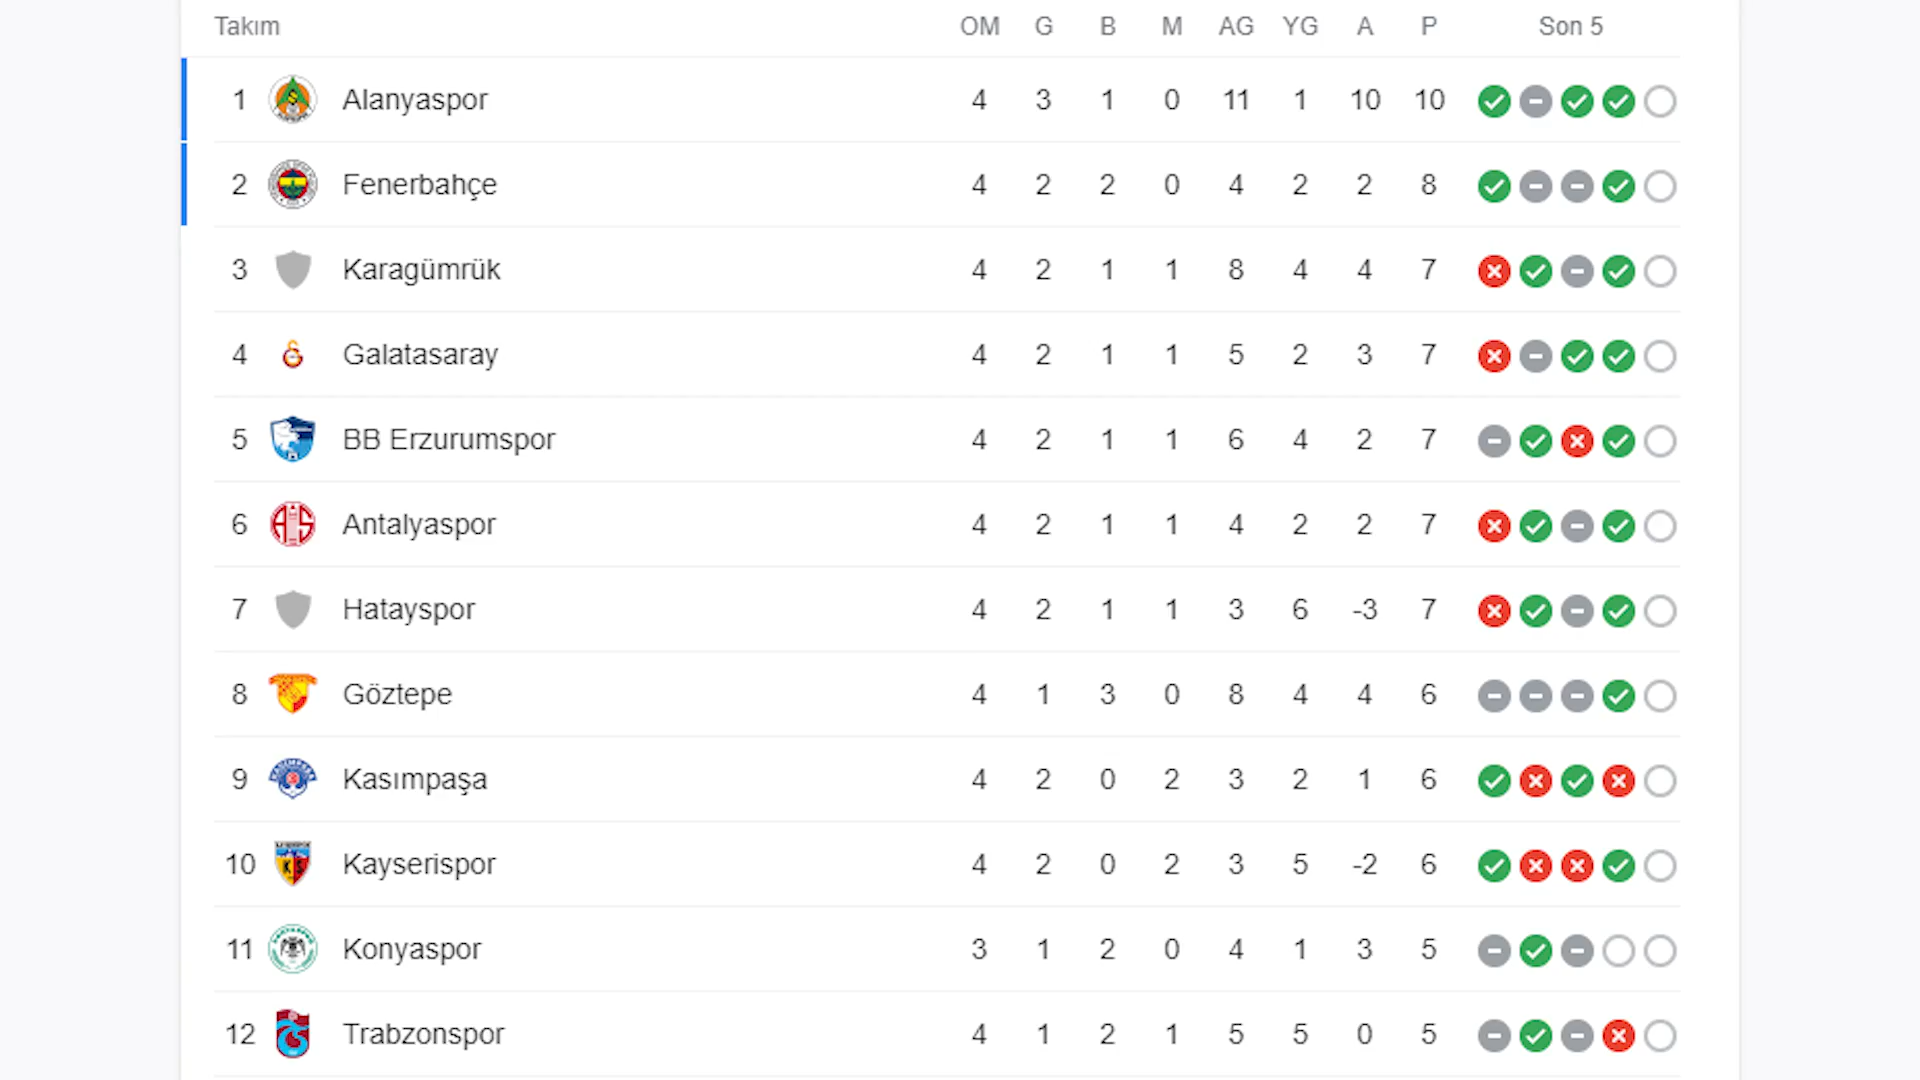 Takım OM G B M AG YG A P Son 5
1 Alanyaspor 4 3 1 0 11 1 10 10
2 Fenerbahçe 4 2 2 0 4 2 2 8
3 Karagümrük 4 2 1 1 8 4 4 7
4 Galatasaray 4 2 1 1 5 2 3 7
5 BB Erzurumspor 4 2 1 1 6 4 2 7
6 Antalyaspor 4 2 1 1 4 2 2 7
7 Hatayspor 4 2 1 1 3 6 -3 7
8 Göztepe 4 1 3 0 8 4 4 6
9 Kasımpaşa 4 2 0 2 3 2 1 6
10 Kayserispor 4 2 0 2 3 5 -2 6
11 Konyaspor 3 1 2 0 4 1 3 5
12 Trabzonspor 4 1 2 1 5 5 0 5